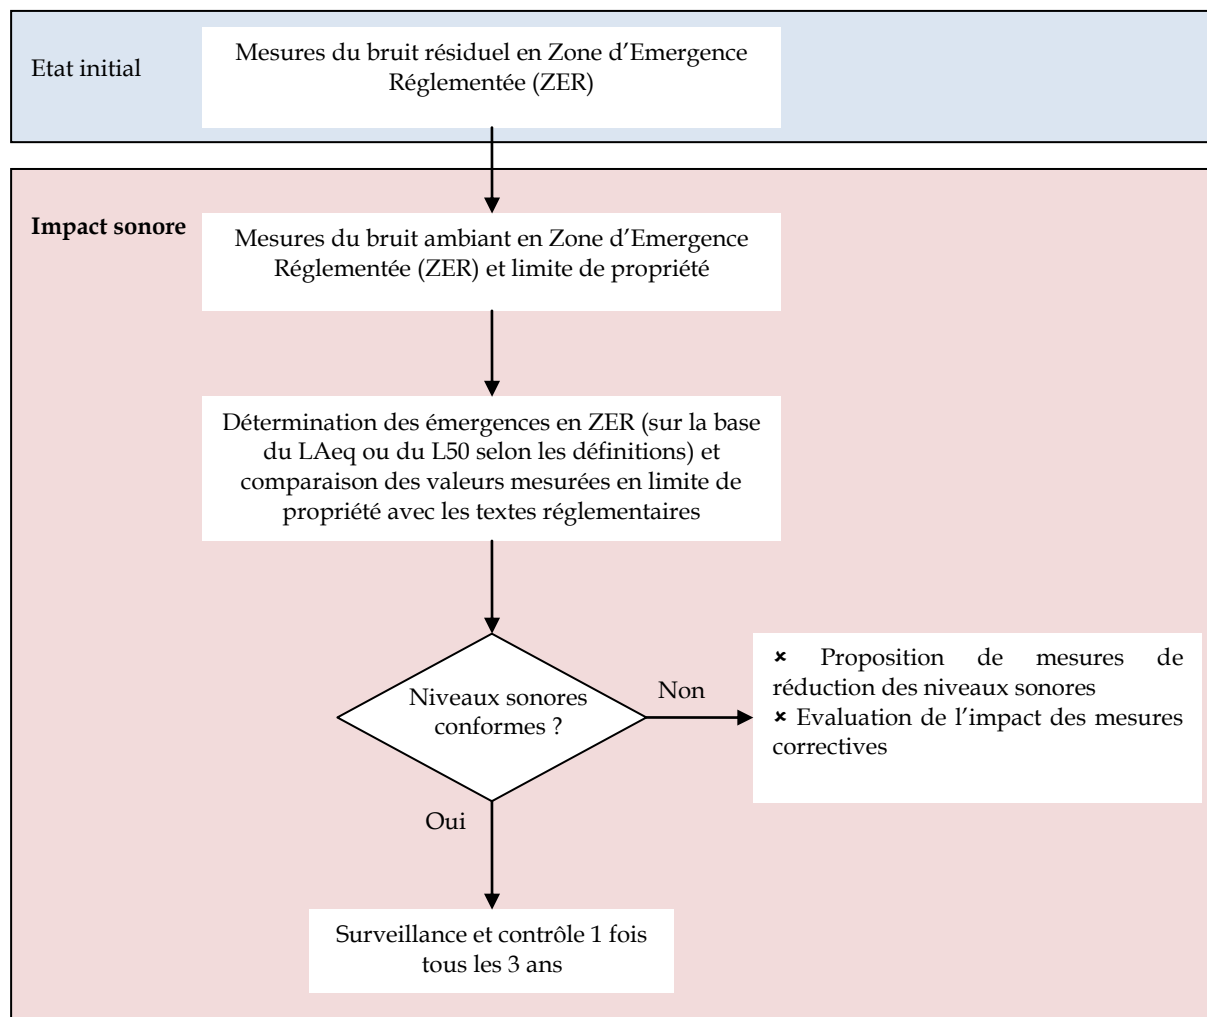 Etat initial
Mesures du bruit résiduel en Zone d’Emergence
Réglementée (ZER)
Impact sonore
Mesures du bruit ambiant en Zone d’Emergence
Réglementée (ZER) et limite de propriété
Détermination des émergences en ZER (sur la base
du LAeq ou du L50 selon les définitions) et
comparaison des valeurs mesurées en limite de
propriété avec les textes réglementaires
Niveaux sonores
conformes ?
Non
× Proposition de mesures de
réduction des niveaux sonores
× Evaluation de l’impact des mesures
correctives
Oui
Surveillance et contrôle 1 fois
tous les 3 ans